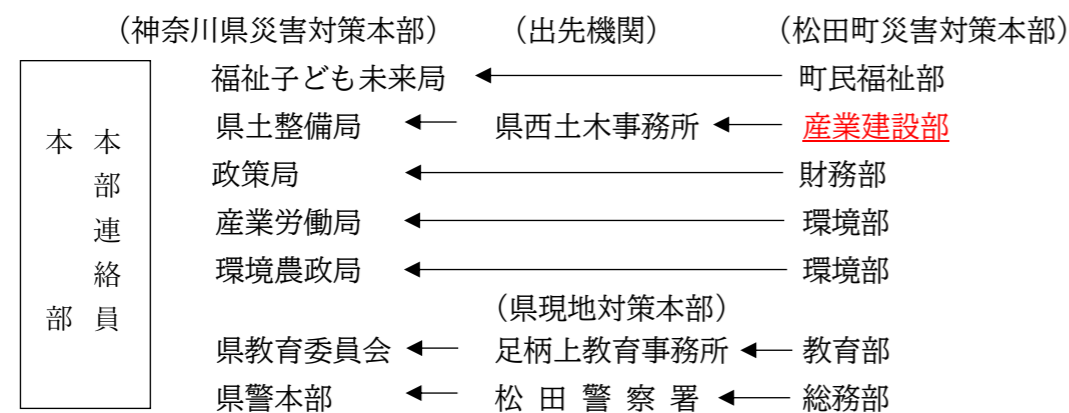 （神奈川県災害対策本部） （出先機関） （松田町災害対策本部）
本部
本部連絡員
福祉子ども未来局 町民福祉部
県土整備局 県西土木事務所 産業建設部
政策局 財務部
産業労働局 環境部
環境農政局 環境部
（県現地対策本部）
県教育委員会 足柄上教育事務所 教育部
県警本部 松田警察署 総務部